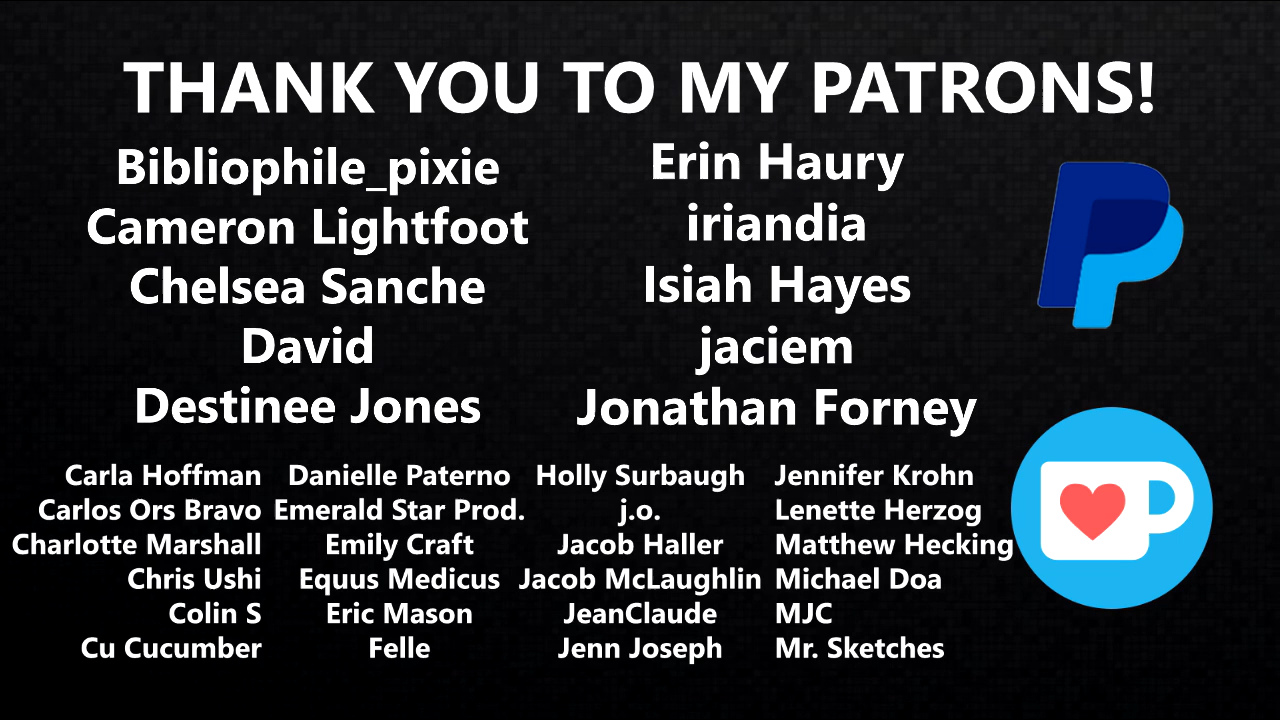 THANK YOU TO MY PATRONS!
Bibliophile_pixie
Cameron Lightfoot
Chelsea Sanche
David
Destinee Jones
Erin Haury
iriandia
Isiah Hayes
jaciem
Jonathan Forney
Carla Hoffman
Carlos Ors Bravo
Charlotte Marshall
Chris Ushi
Colin S
Cu Cucumber
Danielle Paterno
Emerald Star Prod.
Emily Craft
Equus Medicus
Eric Mason
Felle
Holly Surbaugh
j.o.
Jacob Haller
Jacob McLaughlin
JeanClaude
Jenn Joseph
Jennifer Krohn
Lenette Herzog
Matthew Hecking
Michael Doa
MJC
Mr. Sketches